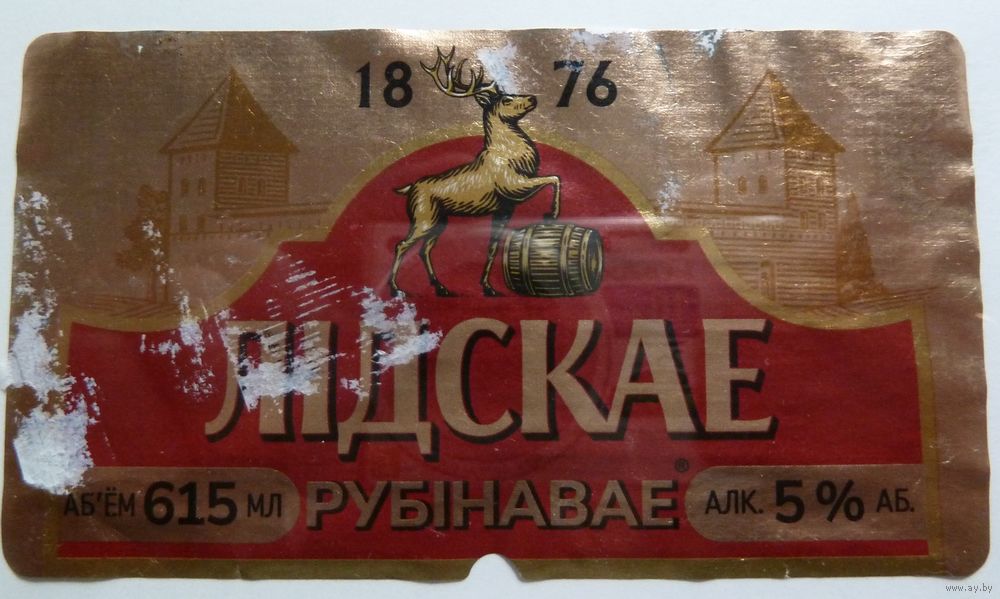 18 76
ЛІДСКАЕ
РУБІНАВАЕ®
АБ'ЁМ 615 МЛ
АЛК. 5 % АБ.
www.ay.by